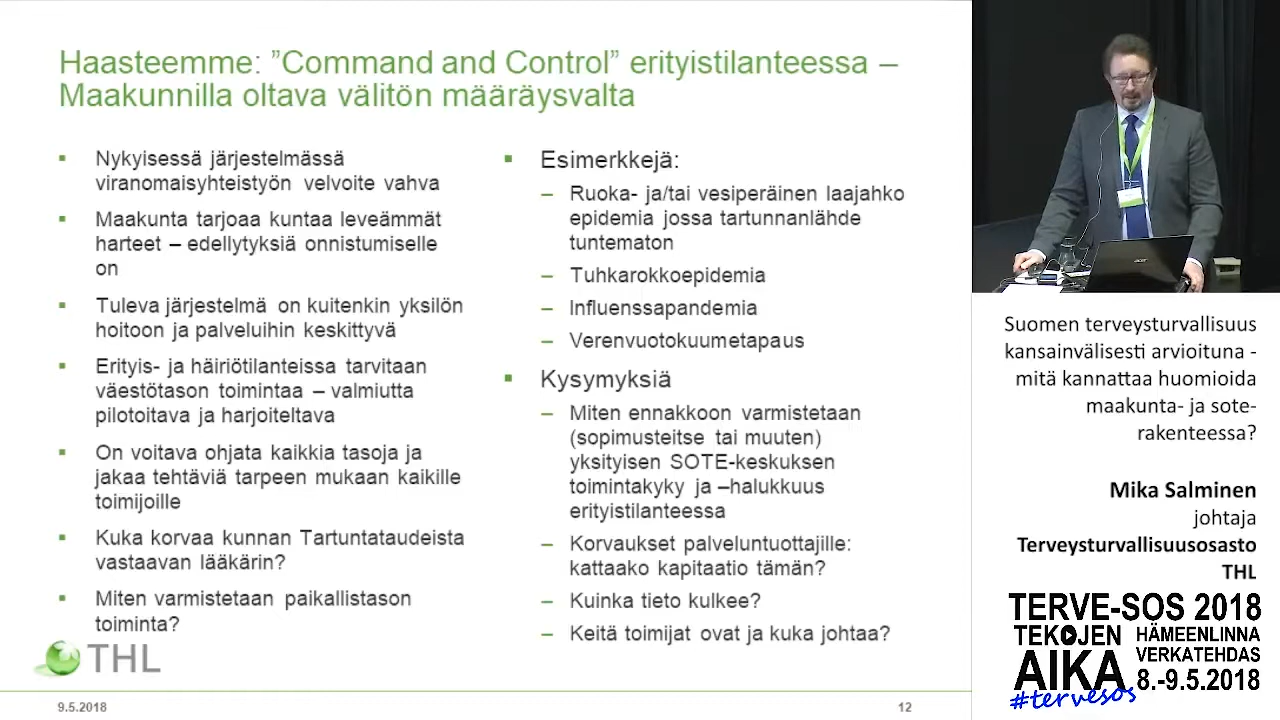 Haasteemme: ”Command and Control” erityistilanteessa –
Maakunnilla oltava välitön määräysvalta
Nykyisessä järjestelmässä
viranomaisyhteistyön velvoite vahva
Maakunta tarjoaa kuntaa leveämmät
harteet – edellytyksiä onnistumiselle
on
Tuleva järjestelmä on kuitenkin yksilön
hoitoon ja palveluihin keskittyvä
Erityis- ja häiriötilanteissa tarvitaan
väestötason toimintaa – valmiutta
pilotoitava ja harjoiteltava
On voitava ohjata kaikkia tasoja ja
jakaa tehtäviä tarpeen mukaan kaikille
toimijoille
Kuka korvaa kunnan Tartuntataudeista
vastaavan lääkärin?
Miten varmistetaan paikallistason
toiminta?
Esimerkkejä:
– Ruoka- ja/tai vesiperäinen laajahko
epidemia jossa tartunnanlähde
tuntematon
– Tuhkarokkoepidemia
– Influenssapandemia
– Verenvuotokuumetapaus
Kysymyksiä
– Miten ennakkoon varmistetaan
(sopimusteitse tai muuten)
yksityisen SOTE-keskuksen
toimintakyky ja –halukkuus
erityistilanteessa
– Korvaukset palveluntuottajille:
kattaako kapitaatio tämän?
– Kuinka tieto kulkee?
– Keitä toimijat ovat ja kuka johtaa?
THL
9.5.2018
12
acer
Suomen terveysturvallisuus
kansainvälisesti arvioituna -
mitä kannattaa huomioida
maakunta- ja sote-
rakenteessa?
Mika Salminen
johtaja
Terveysturvallisuusosasto
THL
TERVE-SOS 2018
TEKOJEN
AIKA
HÄMEENLINNA
VERKATEHDAS
8.-9.5.2018
#tervesos